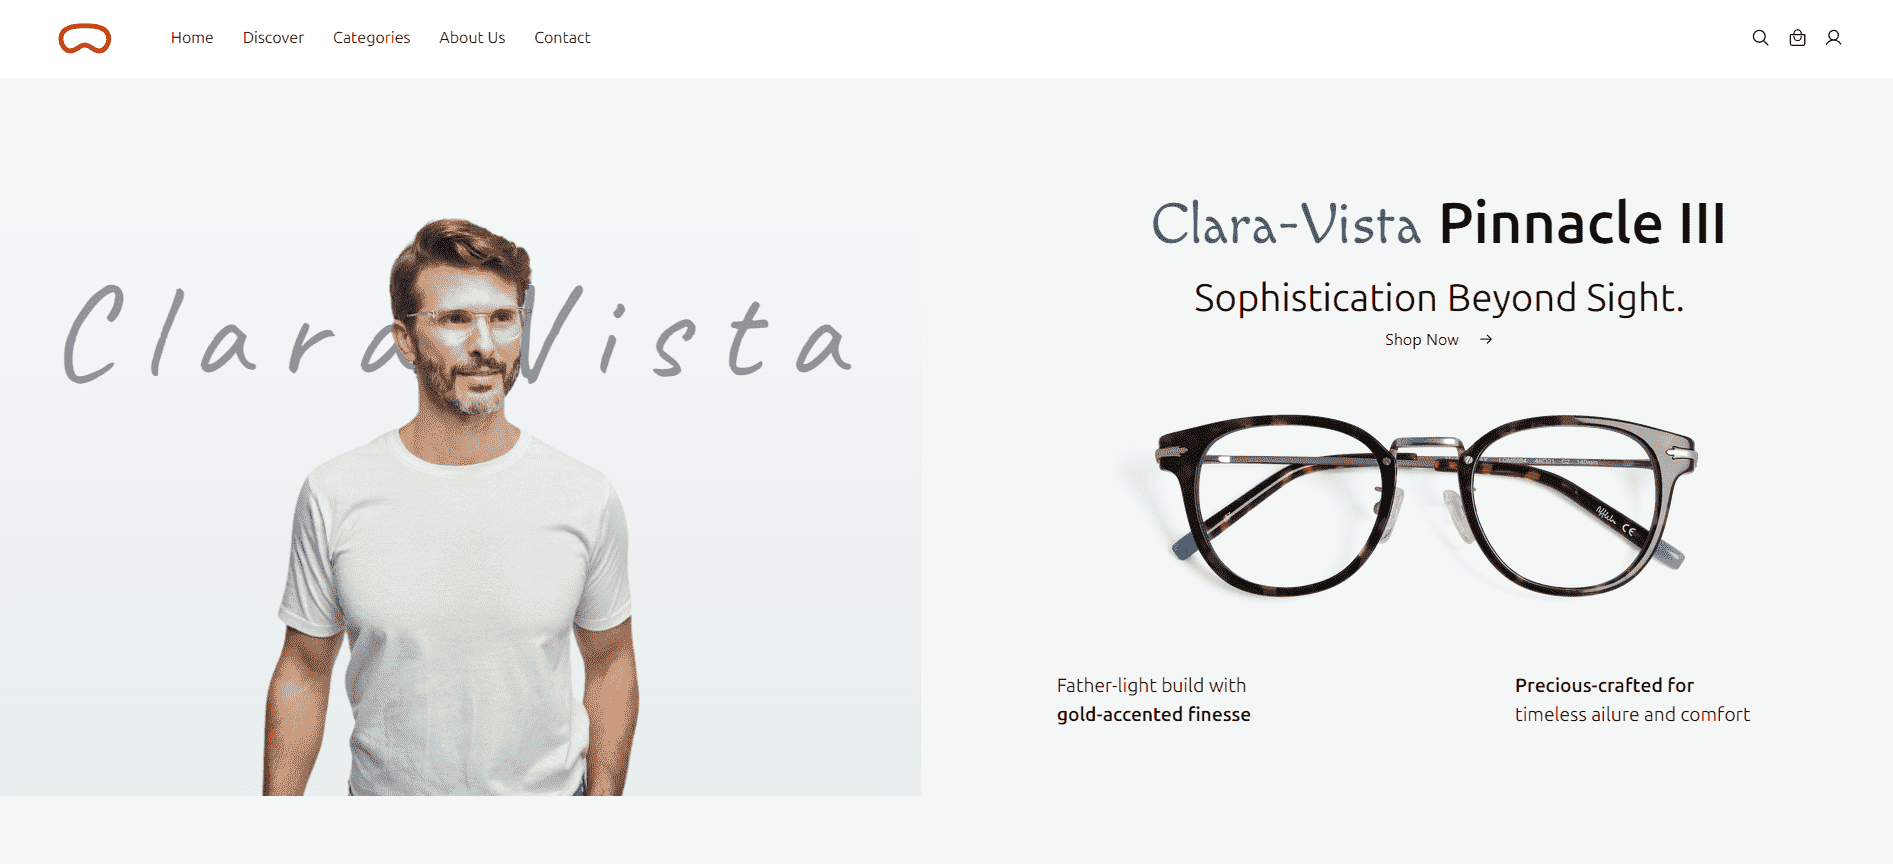 Home Discover Categories About Us Contact
Clara Vista
Clara-Vista Pinnacle III
Sophistication Beyond Sight.
Shop Now →
Father-light build with
gold-accented finesse
Precious-crafted for
timeless ailure and comfort